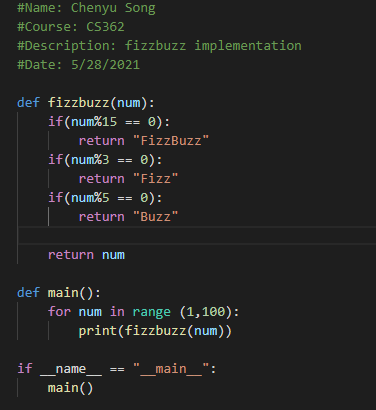 #Name: Chenyu Song
#Course: CS362
#Description: fizzbuzz implementation
#Date: 5/28/2021

def fizzbuzz(num):
    if(num%15 == 0):
        return "FizzBuzz"
    if(num%3 == 0):
        return "Fizz"
    if(num%5 == 0):
        return "Buzz"

    return num

def main():
    for num in range (1,100):
        print(fizzbuzz(num))

if __name__ == "__main__":
    main()